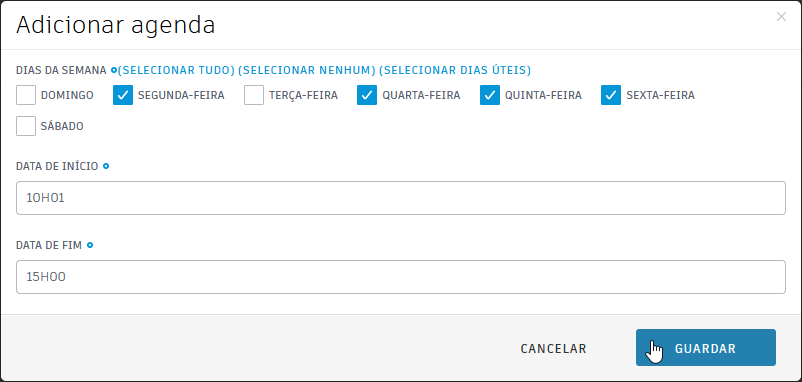 Adicionar agenda
DIAS DA SEMANA (SELECIONAR TUDO) (SELECIONAR NENHUM) (SELECIONAR DIAS ÚTEIS)
DOMINGO SEGUNDA-FEIRA TERÇA-FEIRA QUARTA-FEIRA QUINTA-FEIRA SEXTA-FEIRA
SÁBADO
DATA DE INÍCIO
10H01
DATA DE FIM
15H00
CANCELAR GUARDAR